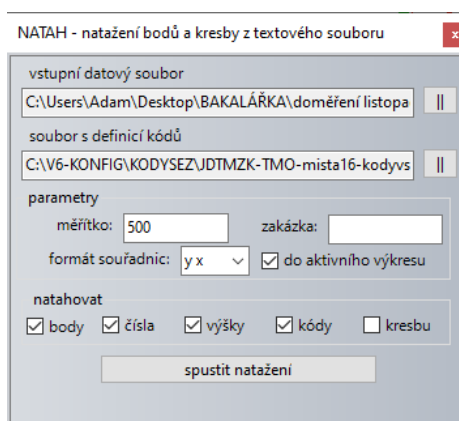 NATAH - natažení bodů a kresby z textového souboru x
vstupní datový soubor
C:\Users\Adam\Desktop\BAKALÁŘKA\doměření listopa ||
soubor s definicí kódů
C:\V6-KONFIG\KODYSEZ\JDTMZK-TMO-mista16-kodyvs ||
parametry
měřítko: 500 zakázka:
formát souřadnic: y x do aktivního výkresu
natahovat
body čísla výšky kódy kresbu
spustit natažení